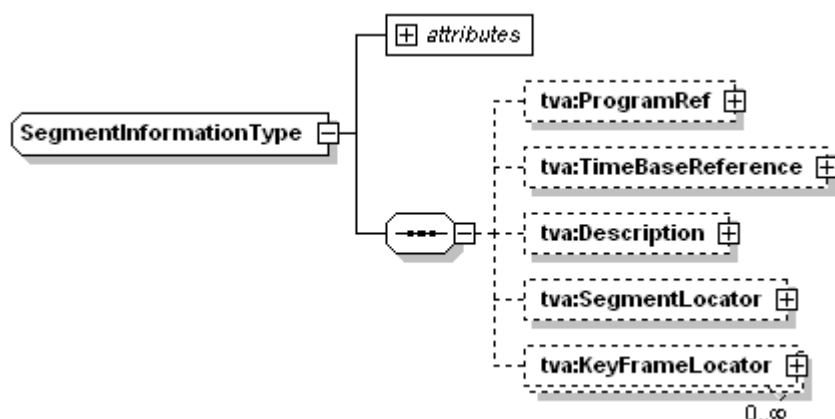 attributes
tva:ProgramRef
SegmentInformationType
tva:TimeBaseReference
tva:Description
tva:SegmentLocator
tva:KeyFrameLocator
0..∞